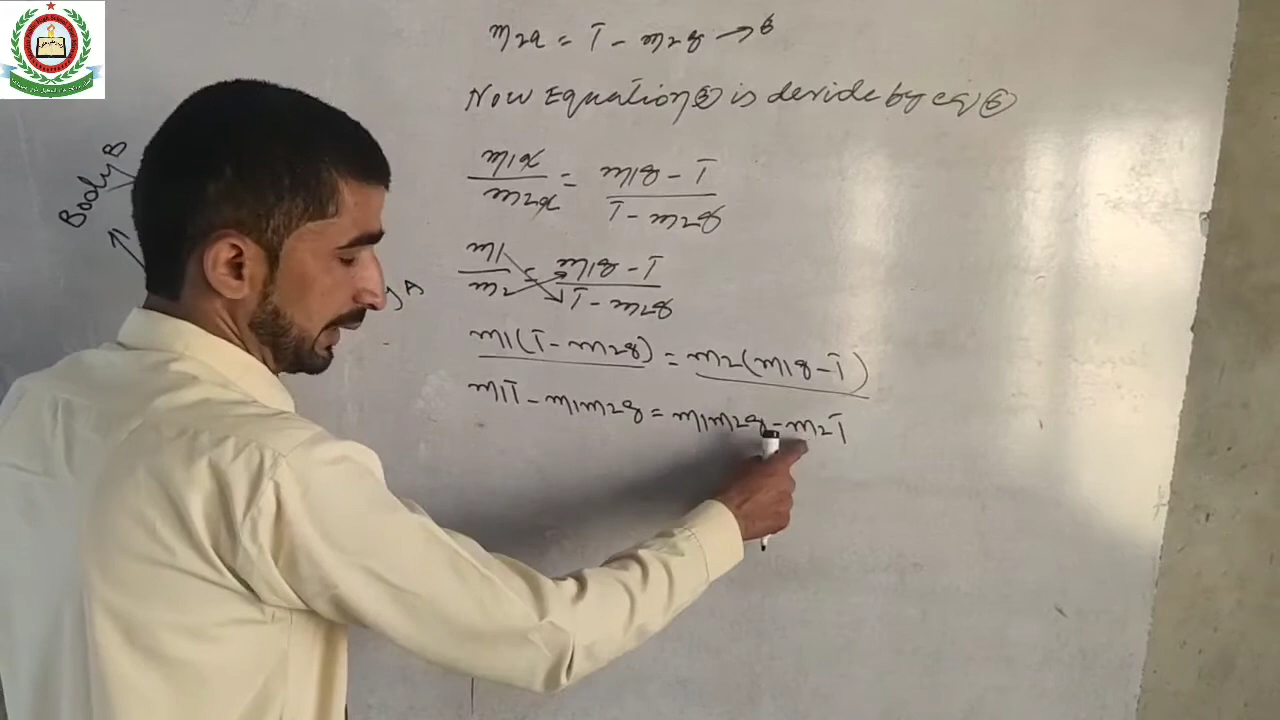 m2a = T - m2g → 6
Now Equation 5 is devide by eq 6
m1a/m2a = m1g - T/T - m2g
m1/m2 = m1g - T/T - m2g
m1(T - m2g) = m2(m1g - T)
m1T - m1m2g = m1m2g - m2T
Body B
A